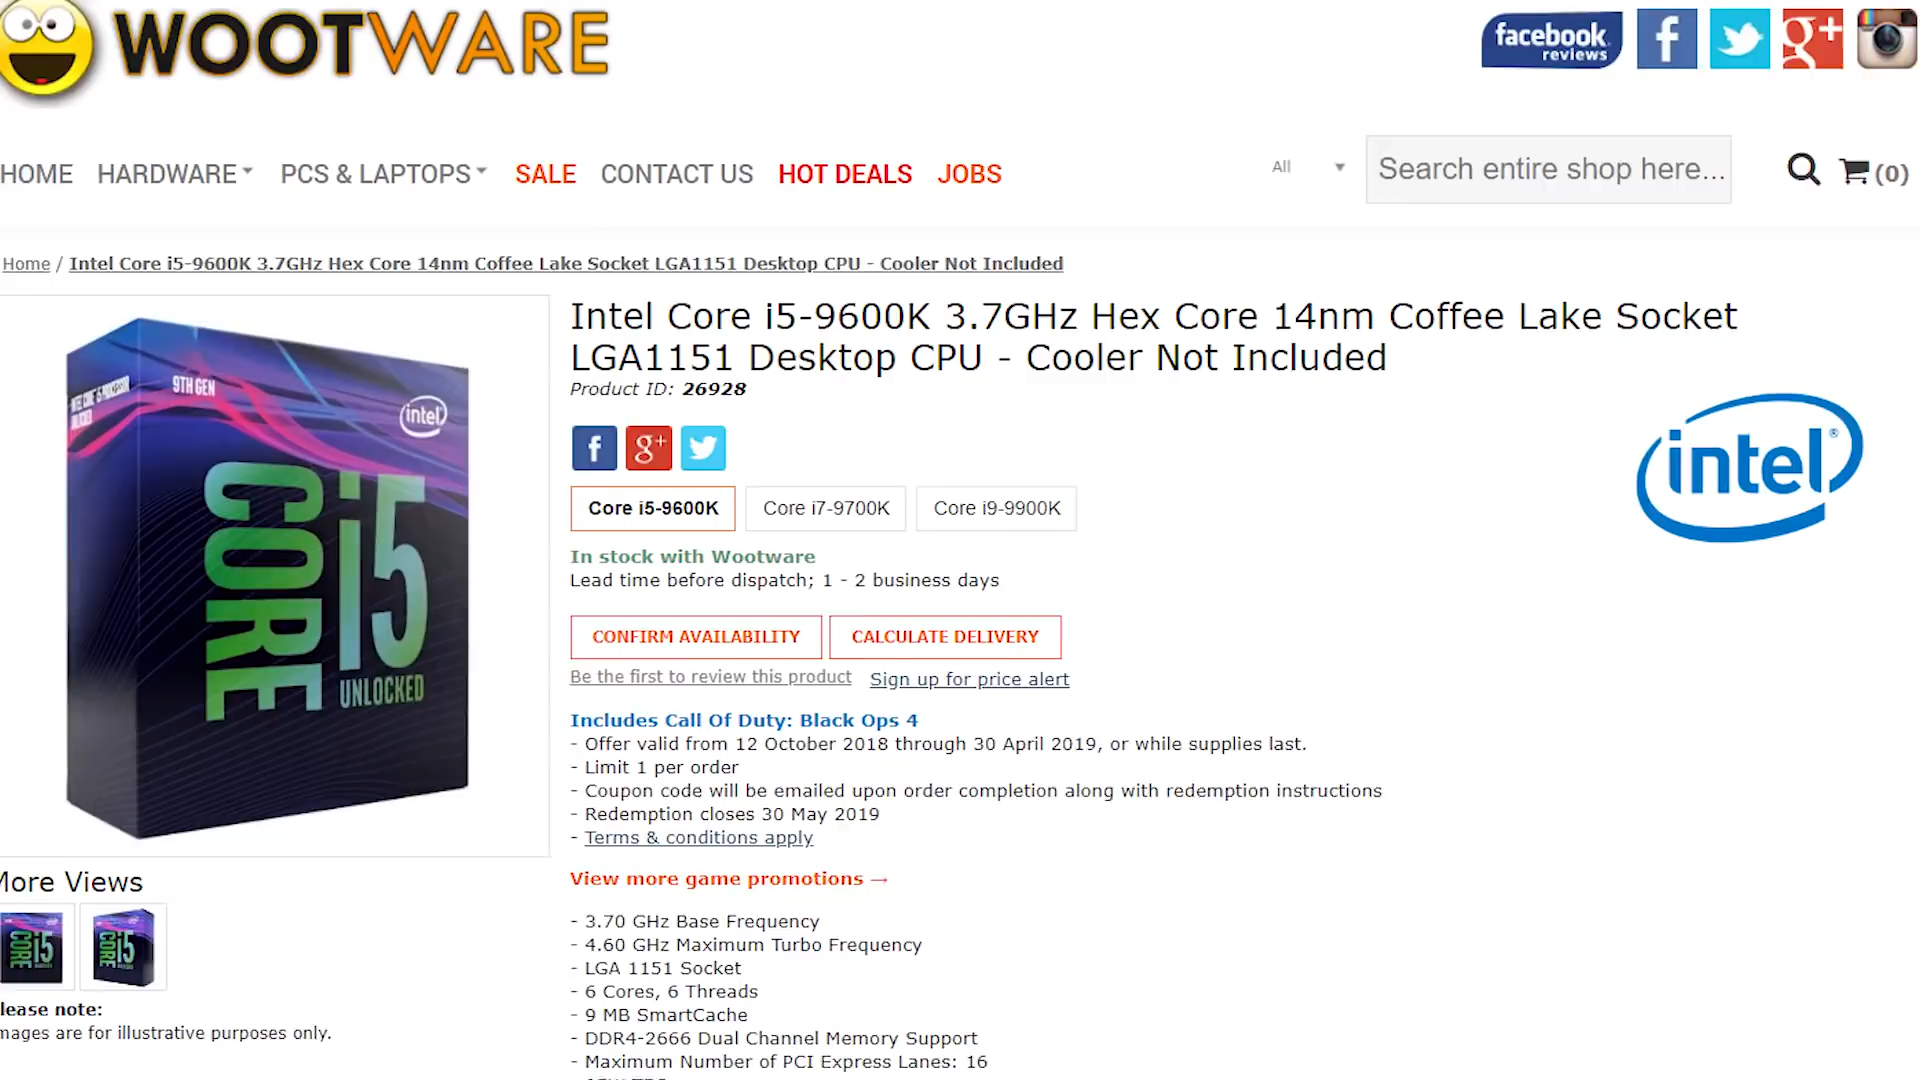 WOOTWARE
facebook
reviews
HOME HARDWARE PCS & LAPTOPS SALE CONTACT US HOT DEALS JOBS
All
Search entire shop here...
(0)
Home / Intel Core i5-9600K 3.7GHz Hex Core 14nm Coffee Lake Socket LGA1151 Desktop CPU - Cooler Not Included
Intel Core i5-9600K 3.7GHz Hex Core 14nm Coffee Lake Socket
LGA1151 Desktop CPU - Cooler Not Included
Product ID: 26928
intel
9TH GEN
INTEL CORE i5 PROCESSOR
UNLOCKED
intel
CORE i5
UNLOCKED
Core i5-9600K Core i7-9700K Core i9-9900K
In stock with Wootware
Lead time before dispatch; 1 - 2 business days
CONFIRM AVAILABILITY CALCULATE DELIVERY
Be the first to review this product Sign up for price alert
Includes Call Of Duty: Black Ops 4
- Offer valid from 12 October 2018 through 30 April 2019, or while supplies last.
- Limit 1 per order
- Coupon code will be emailed upon order completion along with redemption instructions
- Redemption closes 30 May 2019
- Terms & conditions apply
View more game promotions →
- 3.70 GHz Base Frequency
- 4.60 GHz Maximum Turbo Frequency
- LGA 1151 Socket
- 6 Cores, 6 Threads
- 9 MB SmartCache
- DDR4-2666 Dual Channel Memory Support
- Maximum Number of PCI Express Lanes: 16
More Views
CORE i5
CORE i5
lease note:
mages are for illustrative purposes only.